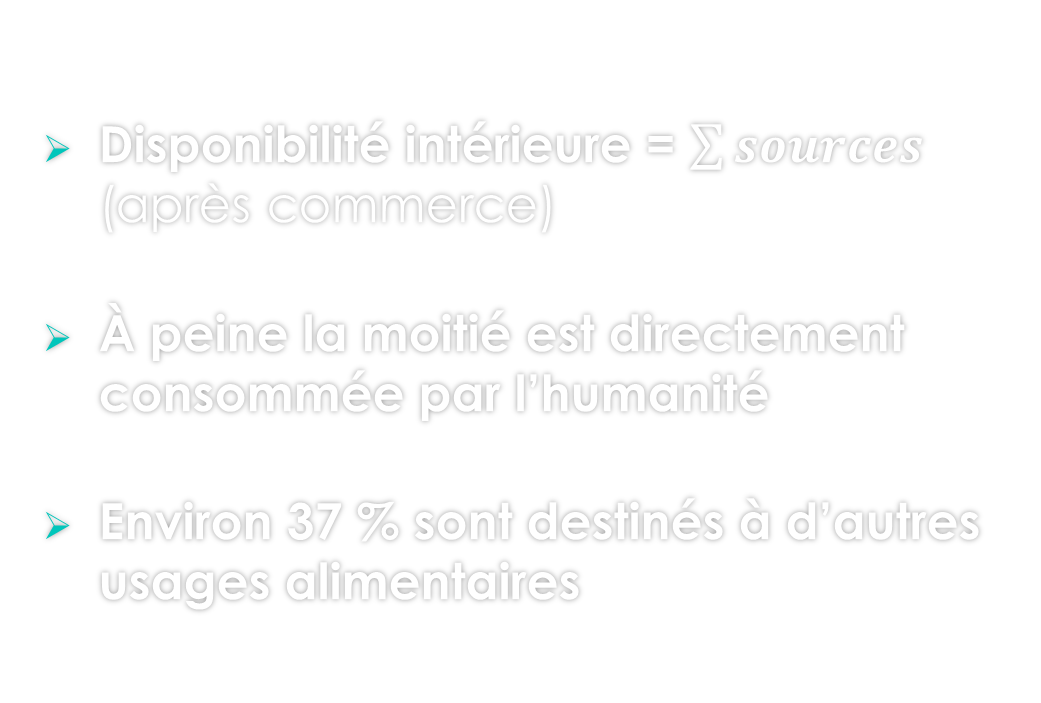 Disponibilité intérieure = ∑ sources
(après commerce)
À peine la moitié est directement
consommée par l’humanité
Environ 37 % sont destinés à d’autres
usages alimentaires